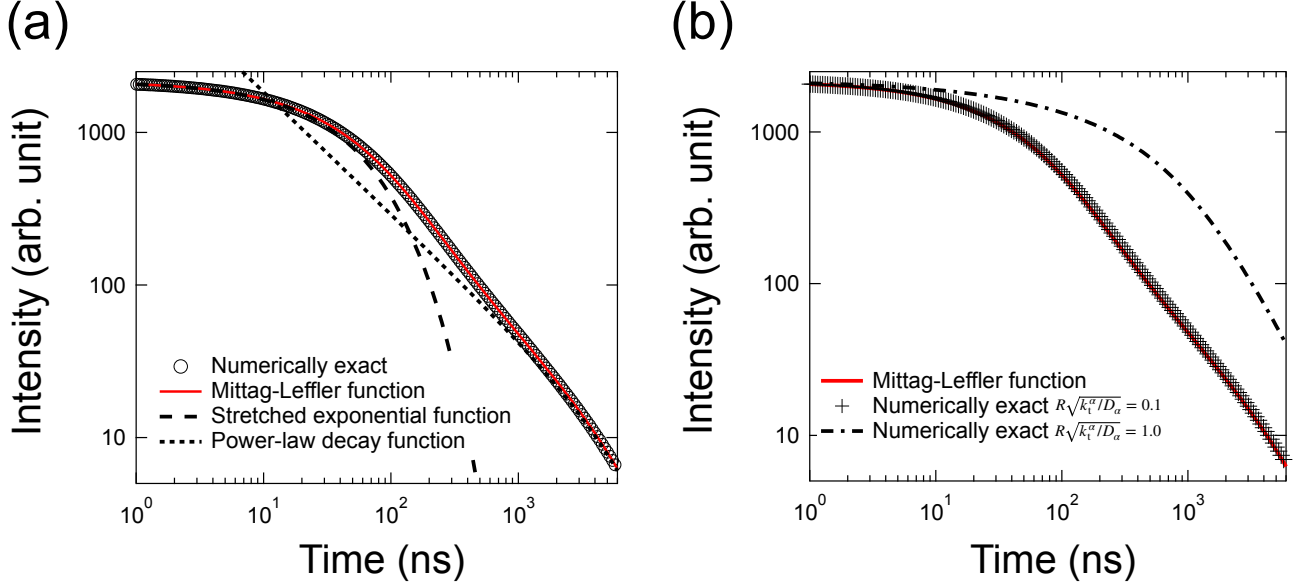 (a)
Intensity (arb. unit)
1000
100
10
10⁰ 10¹ 10² 10³
Time (ns)
Numerically exact
Mittag-Leffler function
Stretched exponential function
Power-law decay function
(b)
Intensity (arb. unit)
1000
100
10
10⁰ 10¹ 10² 10³
Time (ns)
Mittag-Leffler function
Numerically exact R√(k_t^α/D_α) = 0.1
Numerically exact R√(k_t^α/D_α) = 1.0